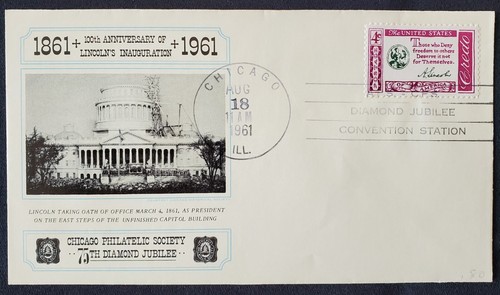 1861 + 100th ANNIVERSARY OF LINCOLN'S INAUGURATION + 1961
LINCOLN TAKING OATH OF OFFICE MARCH 4, 1861, AS PRESIDENT
ON THE EAST STEPS OF THE UNFINISHED CAPITOL BUILDING
CHICAGO PHILATELIC SOCIETY
·· 75TH DIAMOND JUBILEE ··
CHICAGO
AUG
18
11 AM
1961
ILL.
4¢
The UNITED STATES
Those who Deny
freedom to others
Deserve it not
for Themselves.
A. Lincoln
Credo
DIAMOND JUBILEE
CONVENTION STATION
.50